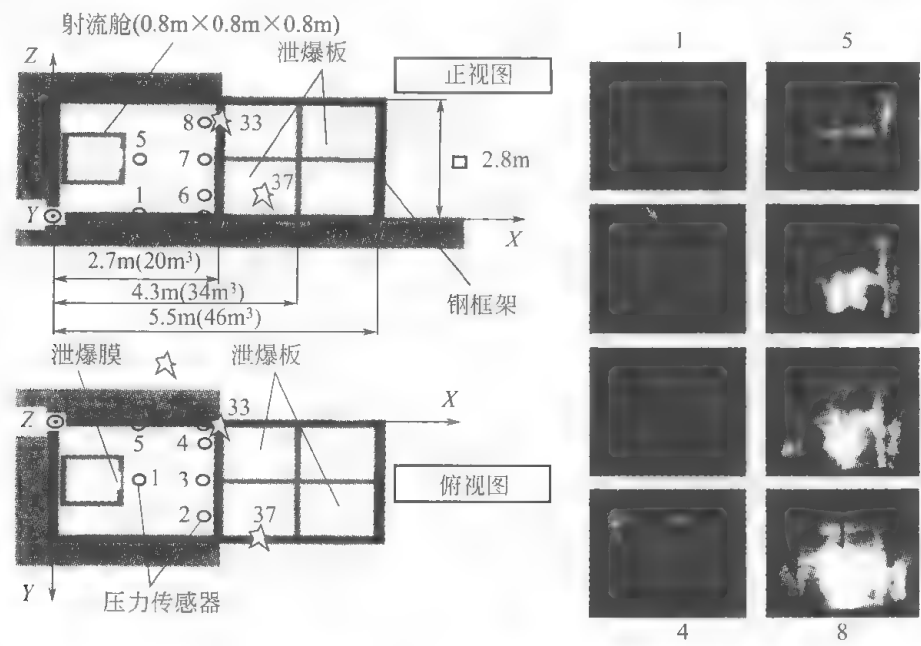 射流舱(0.8m×0.8m×0.8m)
泄爆板
正视图
Z
8
33
5
7
2.8m
37
1
6
Y
X
2.7m(20m³)
4.3m(34m³)
5.5m(46m³)
钢框架
泄爆膜
泄爆板
X
Z
33
5
4
1
3
俯视图
2
37
Y
压力传感器
1
5
4
8